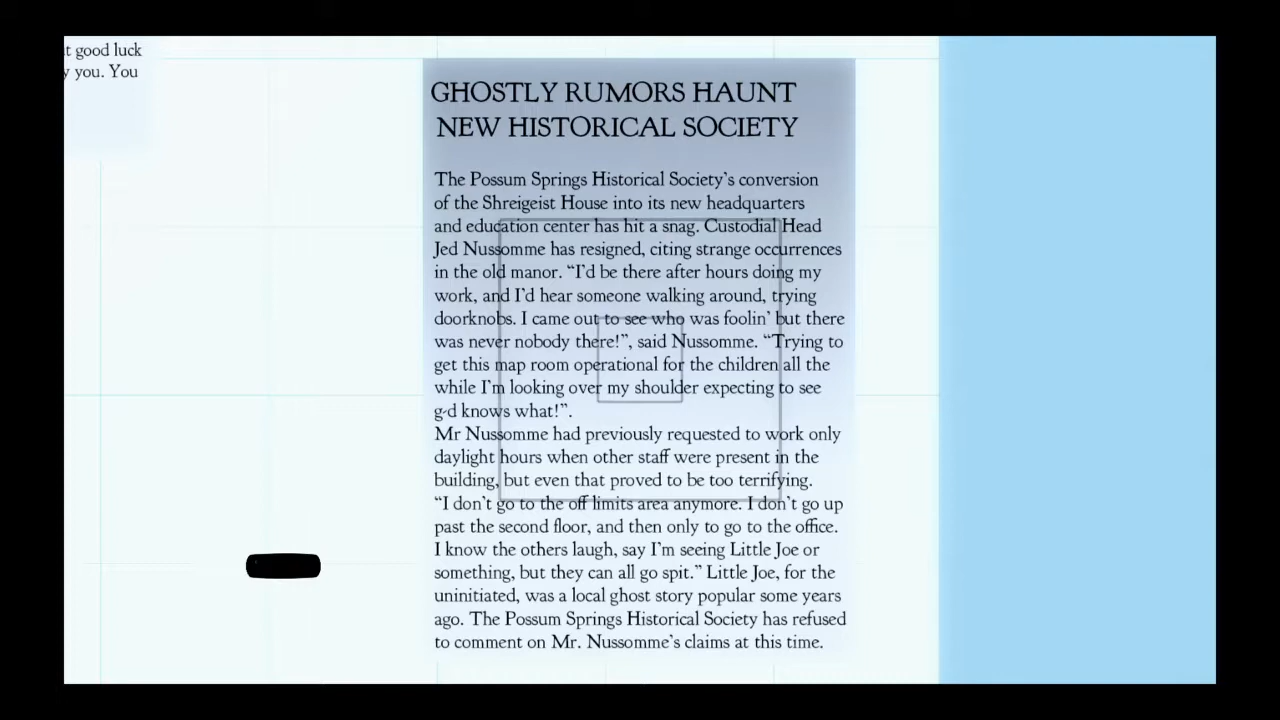 t good luck
y you. You
GHOSTLY RUMORS HAUNT
NEW HISTORICAL SOCIETY
The Possum Springs Historical Society's conversion
of the Shreigeist House into its new headquarters
and education center has hit a snag. Custodial Head
Jed Nussomme has resigned, citing strange occurrences
in the old manor. “I'd be there after hours doing my
work, and I'd hear someone walking around, trying
doorknobs. I came out to see who was foolin' but there
was never nobody there!”, said Nussomme. “Trying to
get this map room operational for the children all the
while I'm looking over my shoulder expecting to see
g-d knows what!”.
Mr Nussomme had previously requested to work only
daylight hours when other staff were present in the
building, but even that proved to be too terrifying.
“I don't go to the off limits area anymore. I don't go up
past the second floor, and then only to go to the office.
I know the others laugh, say I'm seeing Little Joe or
something, but they can all go spit.” Little Joe, for the
uninitiated, was a local ghost story popular some years
ago. The Possum Springs Historical Society has refused
to comment on Mr. Nussomme's claims at this time.